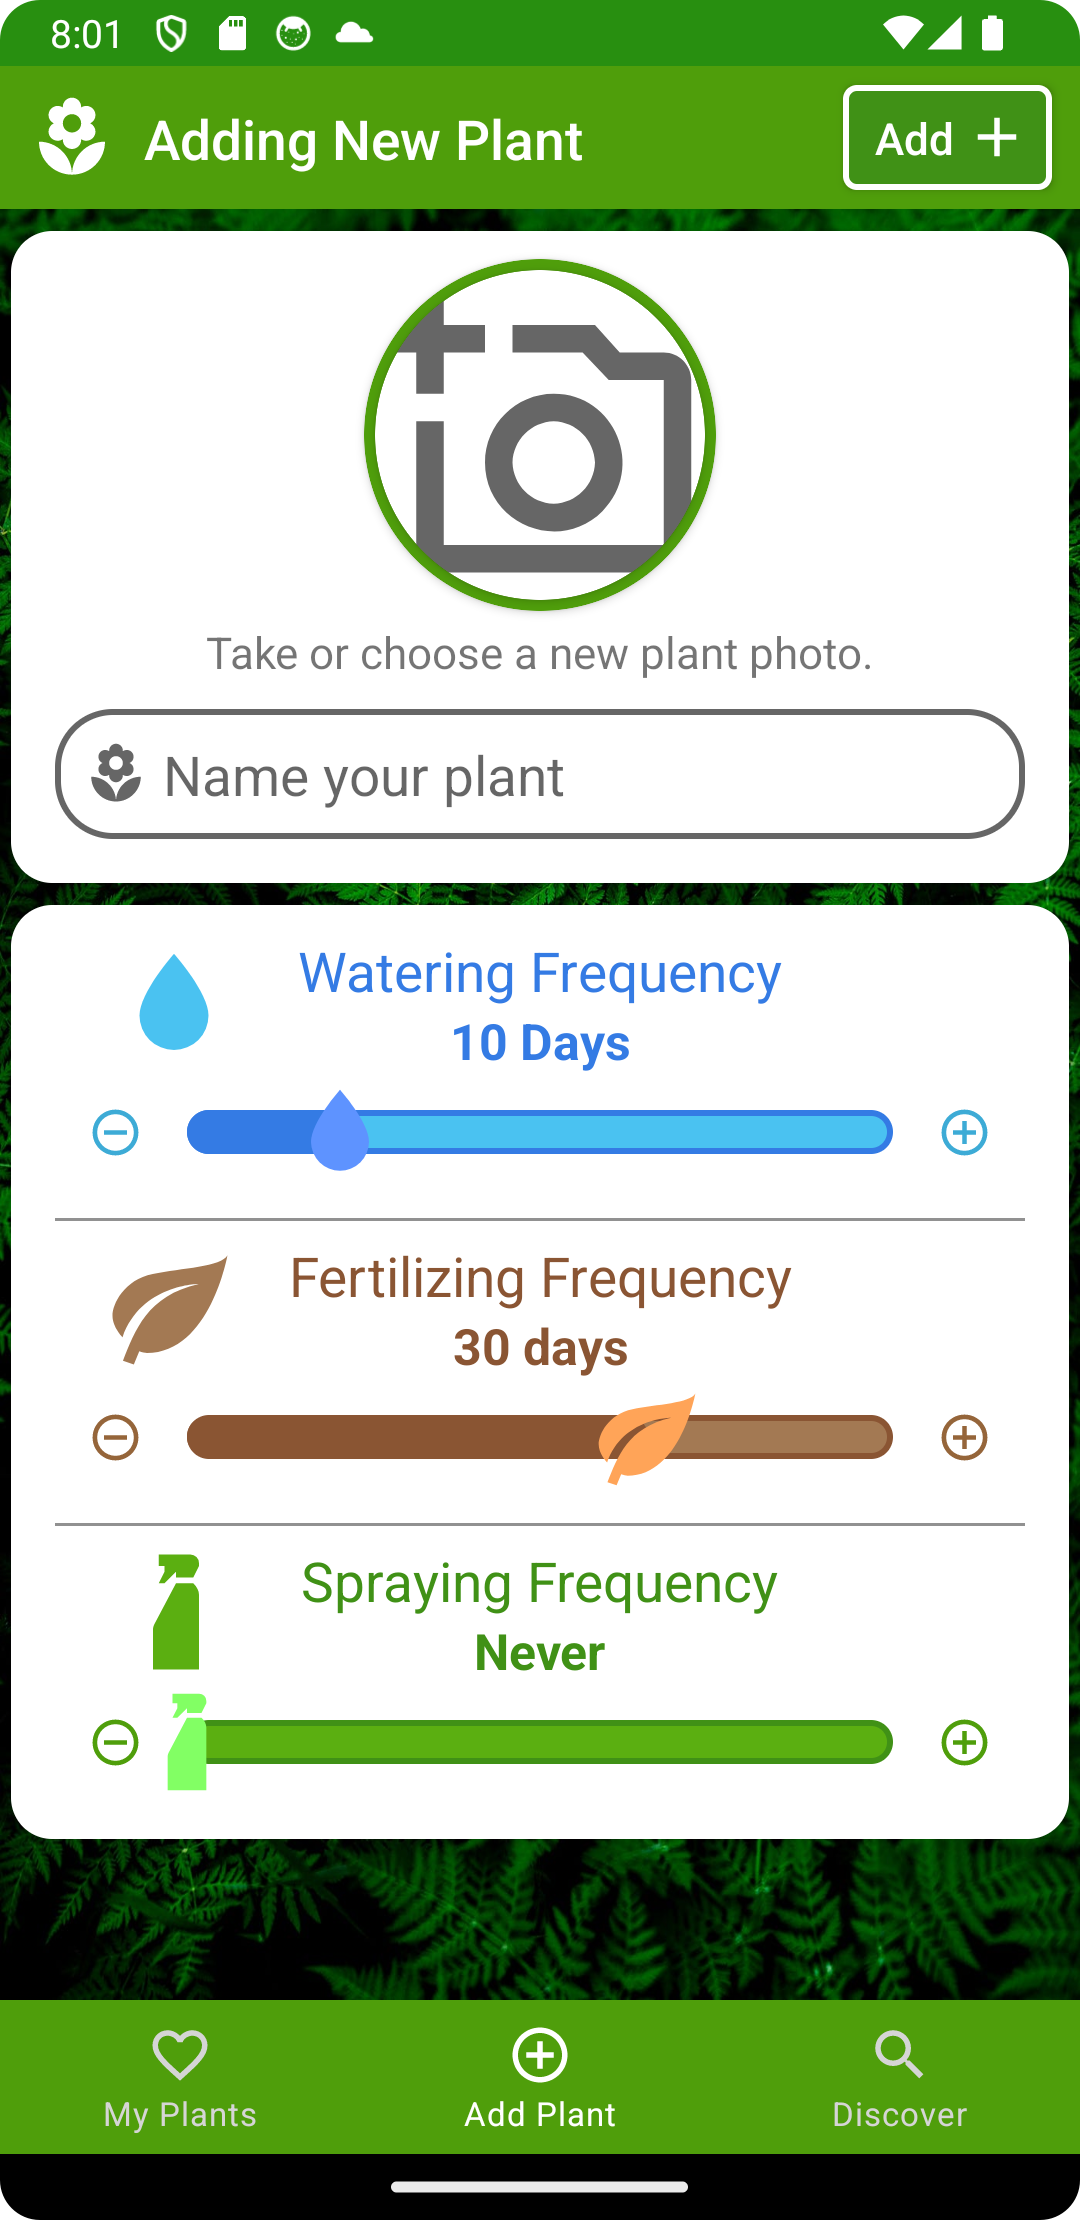 8:01
Adding New Plant
Add
Take or choose a new plant photo.
Name your plant
Watering Frequency
10 Days
Fertilizing Frequency
30 days
Spraying Frequency
Never
My Plants
Add Plant
Discover